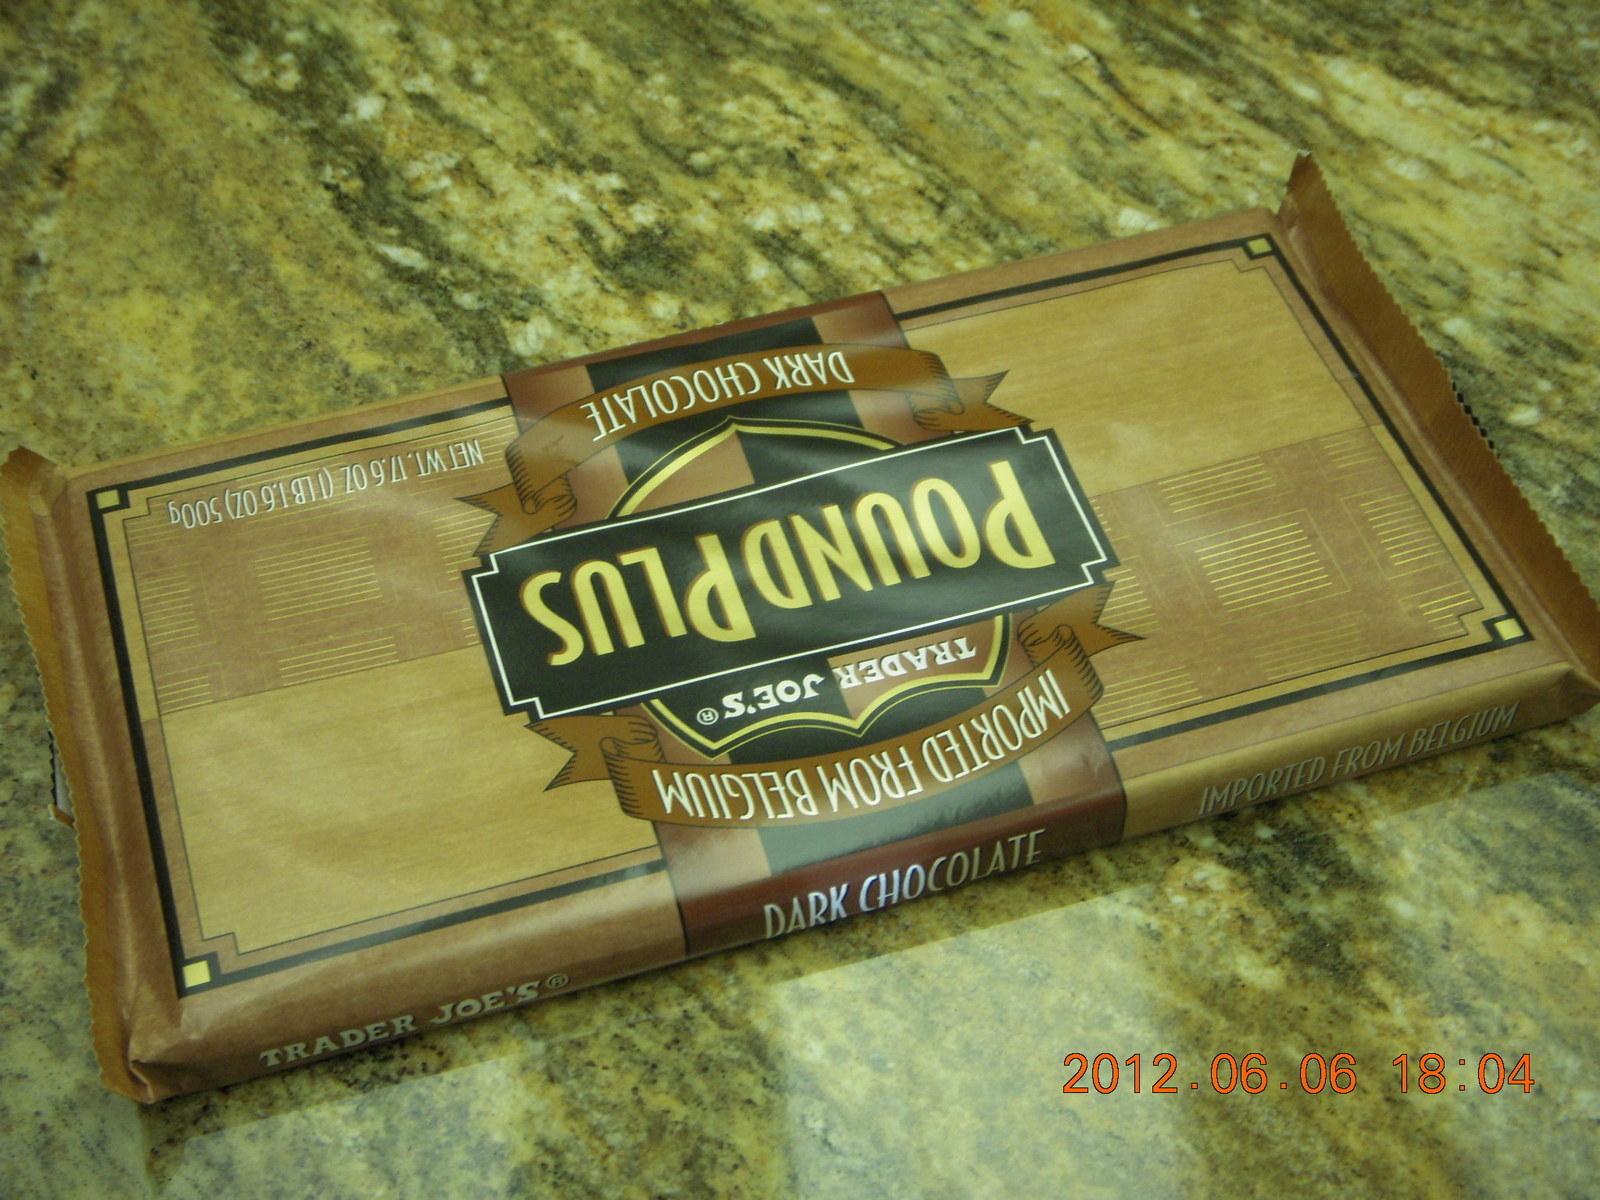 IMPORTED FROM BELGIUM
TRADER JOE'S®
POUND PLUS
DARK CHOCOLATE
NET WT. 17.6 OZ (1 LB 1.6 OZ) 500g
TRADER JOE'S®
DARK CHOCOLATE
IMPORTED FROM BELGIUM
2012.06.06 18:04